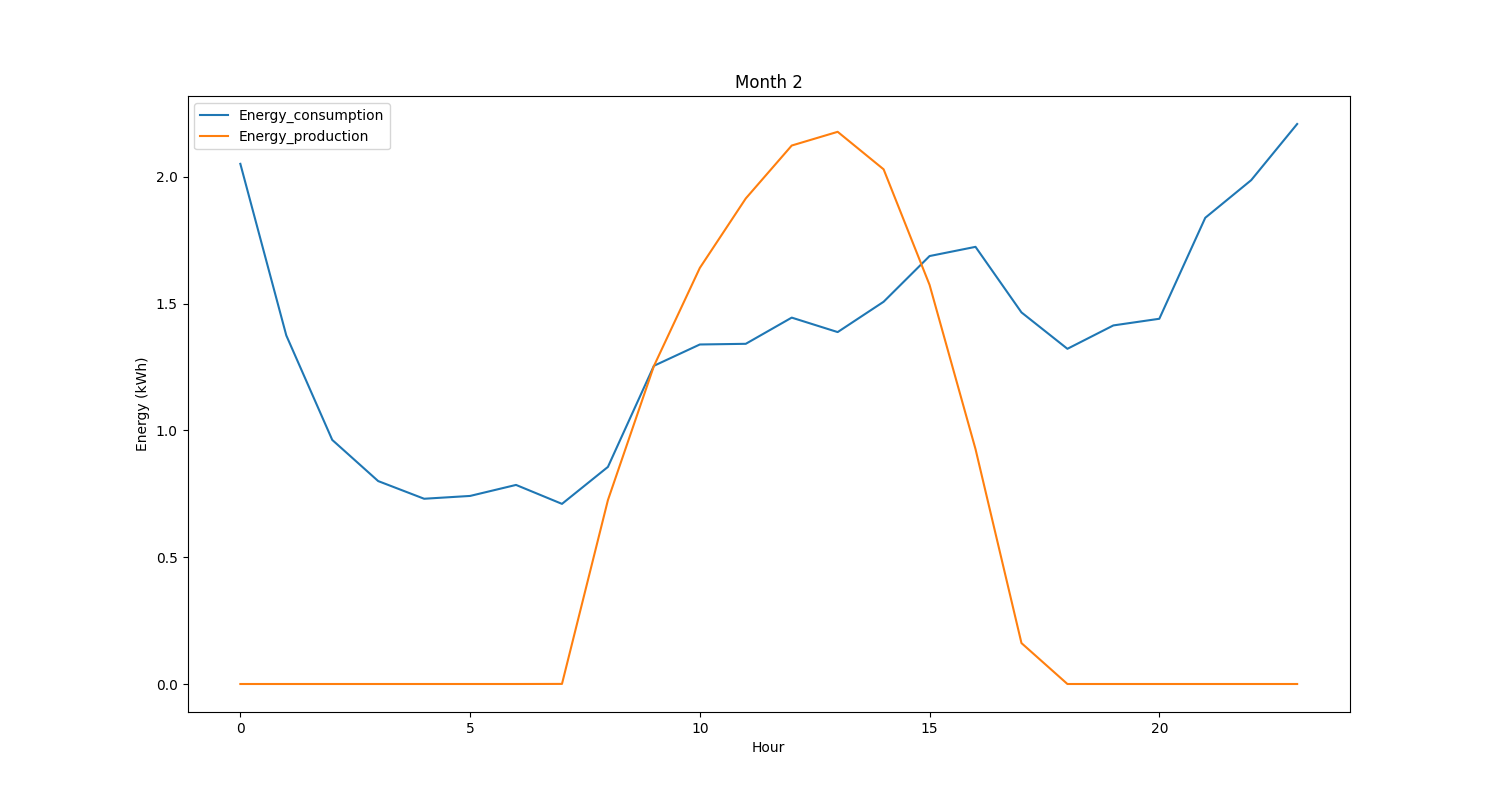 Month 2
Energy_consumption
Energy_production
2.0
1.5
1.0
0.5
0.0
Energy (kWh)
0 5 10 15 20
Hour